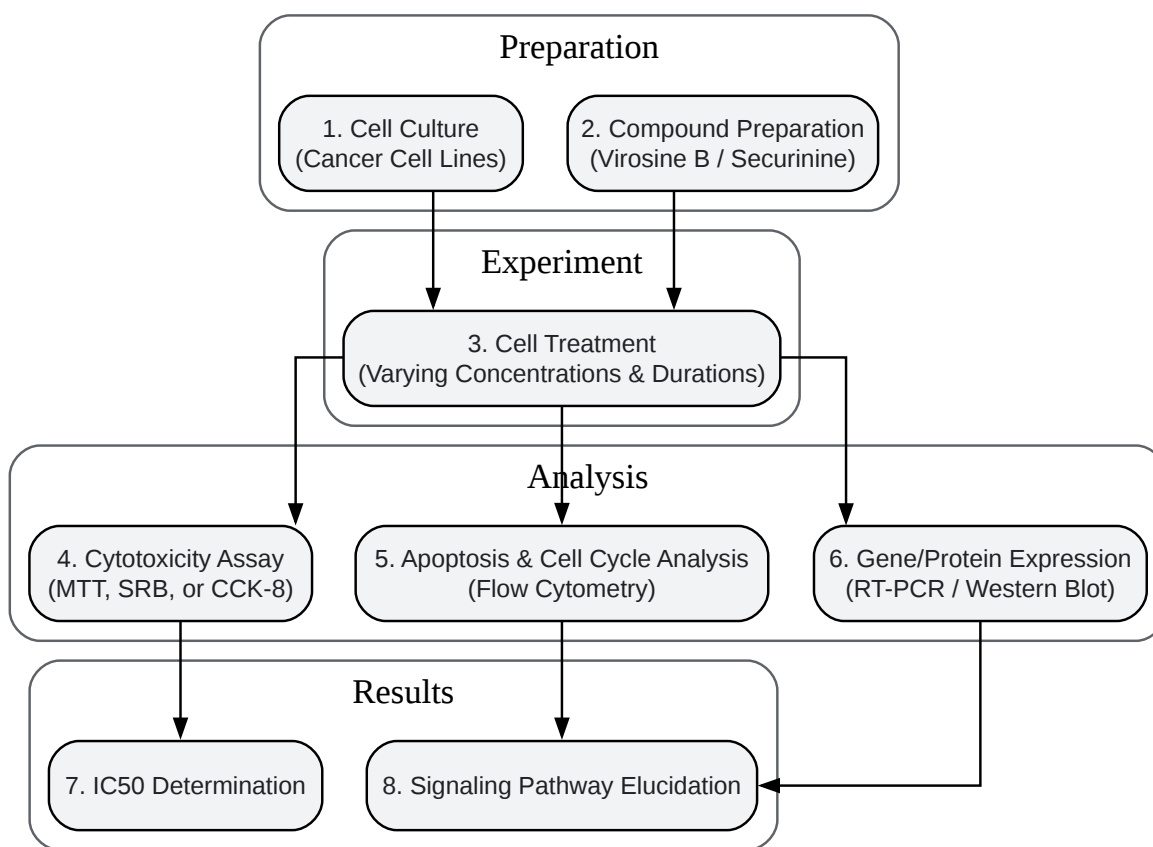 Preparation
1. Cell Culture
(Cancer Cell Lines)
2. Compound Preparation
(Virosine B / Securinine)
Experiment
3. Cell Treatment
(Varying Concentrations & Durations)
Analysis
4. Cytotoxicity Assay
(MTT, SRB, or CCK-8)
5. Apoptosis & Cell Cycle Analysis
(Flow Cytometry)
6. Gene/Protein Expression
(RT-PCR / Western Blot)
Results
7. IC50 Determination
8. Signaling Pathway Elucidation